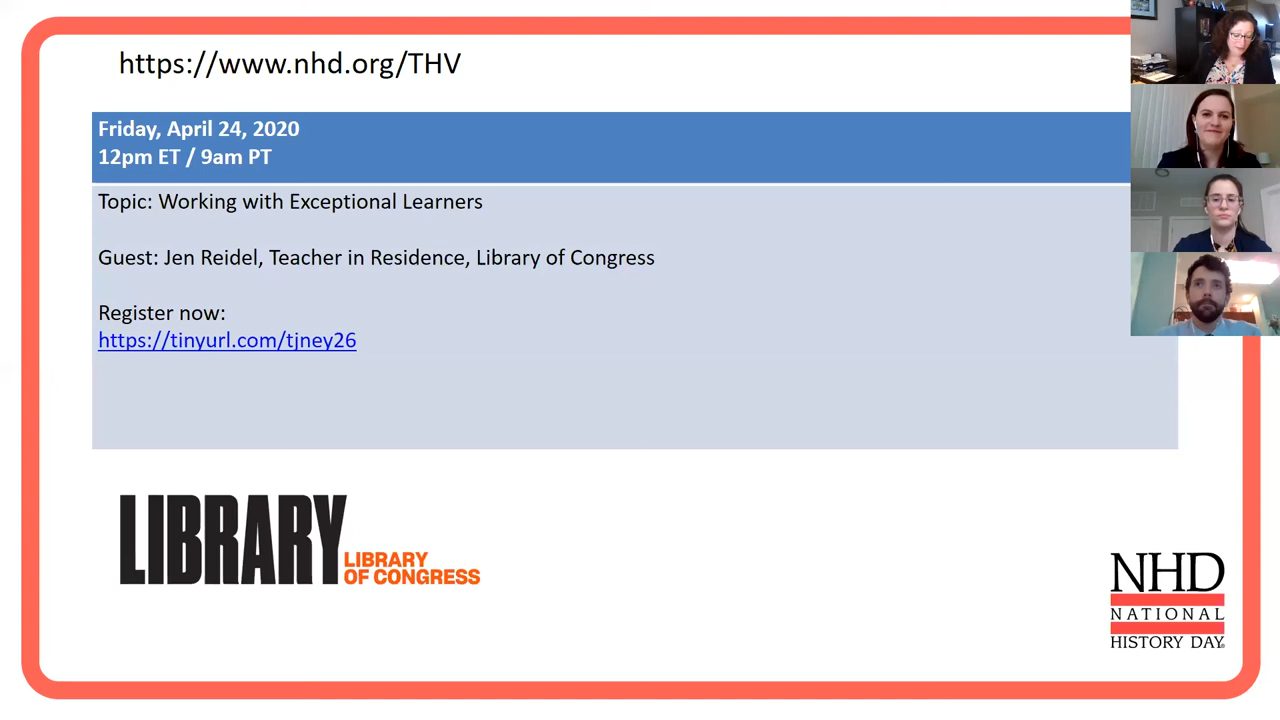 https://www.nhd.org/THV
Friday, April 24, 2020
12pm ET / 9am PT
Topic: Working with Exceptional Learners
Guest: Jen Reidel, Teacher in Residence, Library of Congress
Register now:
https://tinyurl.com/tjney26
LIBRARY
LIBRARY
OF CONGRESS
NHD
NATIONAL
HISTORY DAY®